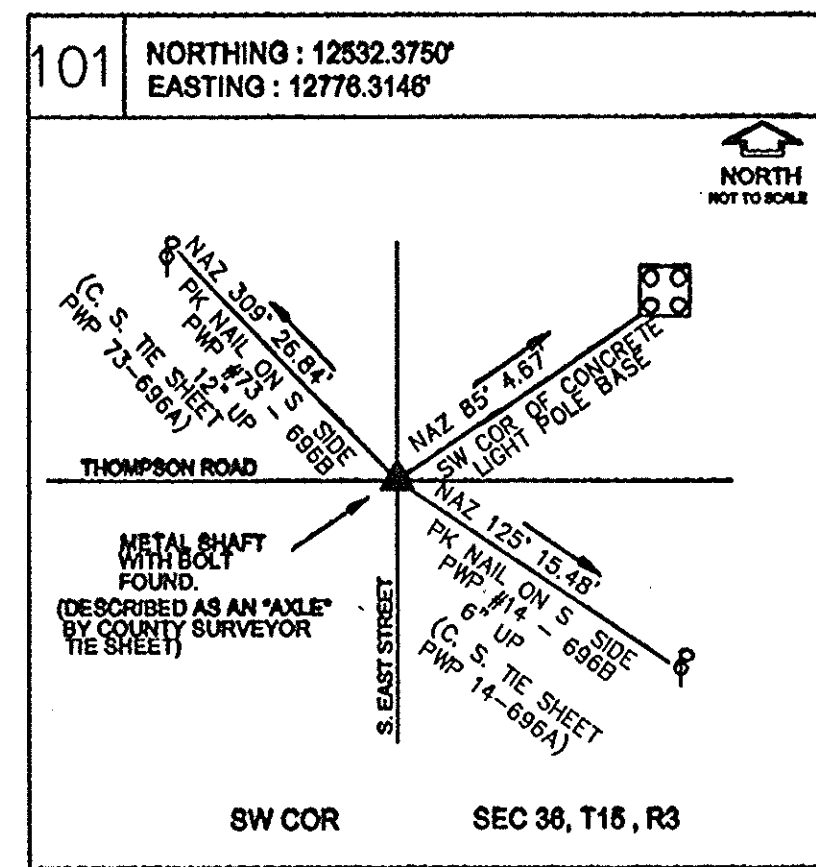 101
NORTHING : 12532.3750'
EASTING : 12776.3146'
NORTH
NOT TO SCALE
NAZ 309° 26.84'
PK NAIL ON S SIDE
PWP #73 - 696B
12" UP
(C. S. TIE SHEET
PWP 73-696A)
NAZ 85° 4.67'
SW COR OF CONCRETE
LIGHT POLE BASE
THOMPSON ROAD
METAL SHAFT
WITH BOLT
FOUND.
(DESCRIBED AS AN "AXLE"
BY COUNTY SURVEYOR
TIE SHEET)
S. EAST STREET
NAZ 125° 15.48'
PK NAIL ON S SIDE
PWP #14 - 696B
6" UP
(C. S. TIE SHEET
PWP 14-696A)
SW COR
SEC 36, T15 , R3